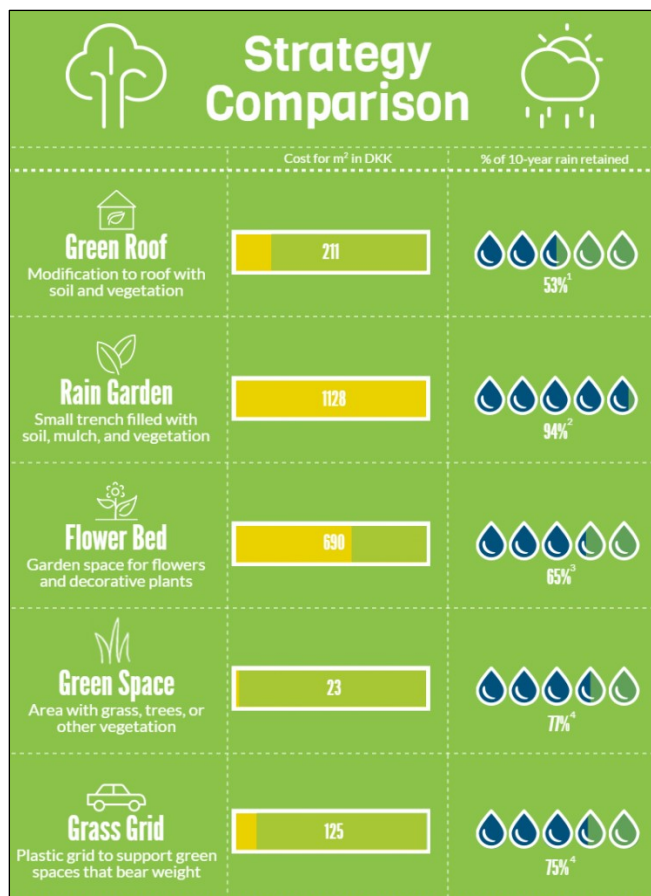 Strategy
Comparison
Cost for m² in DKK
% of 10-year rain retained
Green Roof
Modification to roof with
soil and vegetation
211
53%¹
Rain Garden
Small trench filled with
soil, mulch, and vegetation
1128
94%²
Flower Bed
Garden space for flowers
and decorative plants
690
65%³
Green Space
Area with grass, trees, or
other vegetation
23
77%⁴
Grass Grid
Plastic grid to support green
spaces that bear weight
125
75%⁴